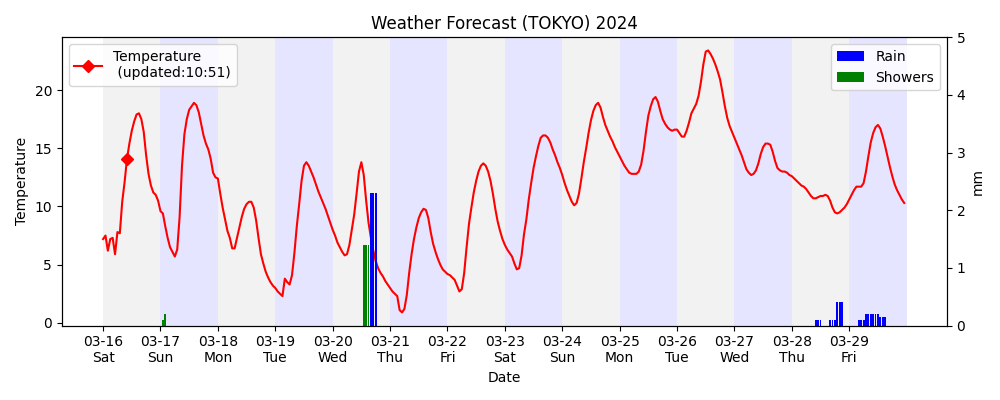 Weather Forecast (TOKYO) 2024
Temperature
(updated:10:51)
Rain
Showers
Temperature
20
15
10
5
0
5
4
3
2
1
0
mm
03-16 03-17 03-18 03-19 03-20 03-21 03-22 03-23 03-24 03-25 03-26 03-27 03-28 03-29
Sat Sun Mon Tue Wed Thu Fri Sat Sun Mon Tue Wed Thu Fri
Date